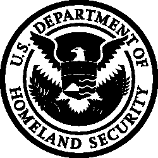 U.S. DEPARTMENT OF
HOMELAND SECURITY